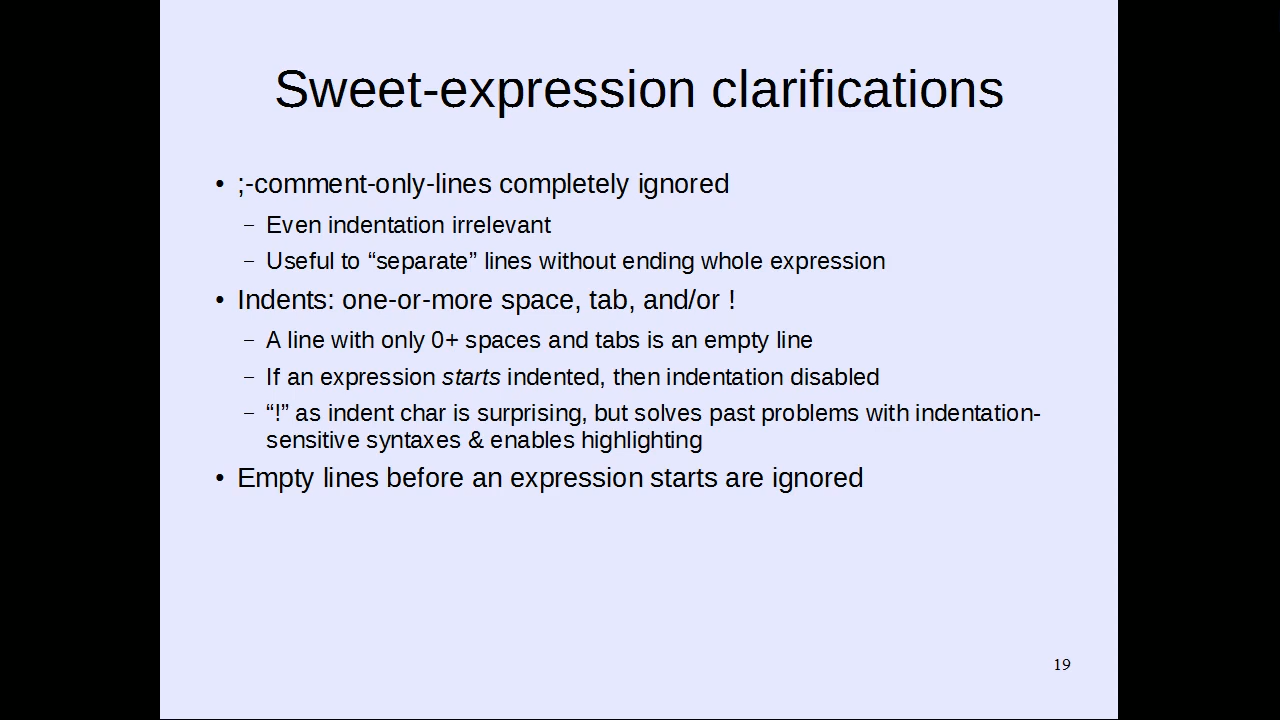 Sweet-expression clarifications
• ;-comment-only-lines completely ignored
– Even indentation irrelevant
– Useful to “separate” lines without ending whole expression
• Indents: one-or-more space, tab, and/or !
– A line with only 0+ spaces and tabs is an empty line
– If an expression starts indented, then indentation disabled
– “!” as indent char is surprising, but solves past problems with indentation-
sensitive syntaxes & enables highlighting
• Empty lines before an expression starts are ignored
19